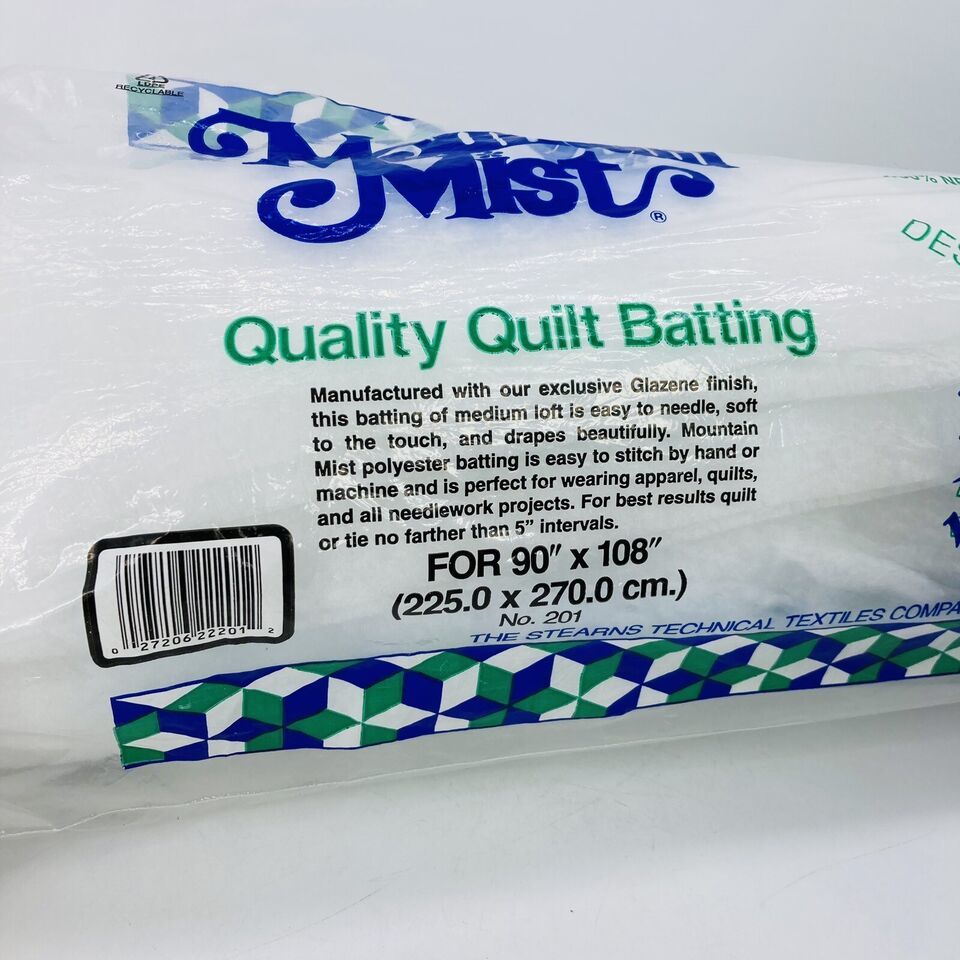 LDPE
RECYCLABLE
Mist®
DES
Quality Quilt Batting
Manufactured with our exclusive Glazene finish,
this batting of medium loft is easy to needle, soft
to the touch, and drapes beautifully. Mountain
Mist polyester batting is easy to stitch by hand or
machine and is perfect for wearing apparel, quilts,
and all needlework projects. For best results quilt
or tie no farther than 5" intervals.
FOR 90" x 108"
(225.0 x 270.0 cm.)
No. 201
THE STEARNS TECHNICAL TEXTILES COMPA
0 27206 22201 2